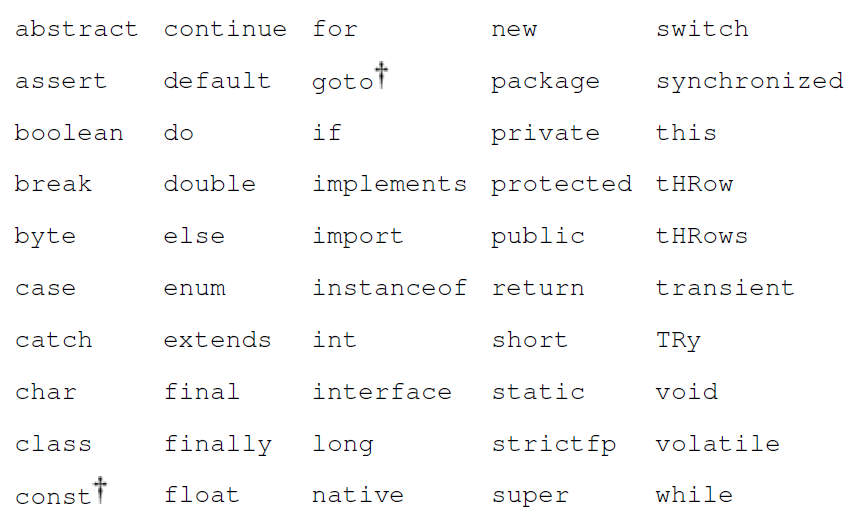 abstract continue for new switch
assert default goto† package synchronized
boolean do if private this
break double implements protected tHRow
byte else import public tHRows
case enum instanceof return transient
catch extends int short TRy
char final interface static void
class finally long strictfp volatile
const† float native super while